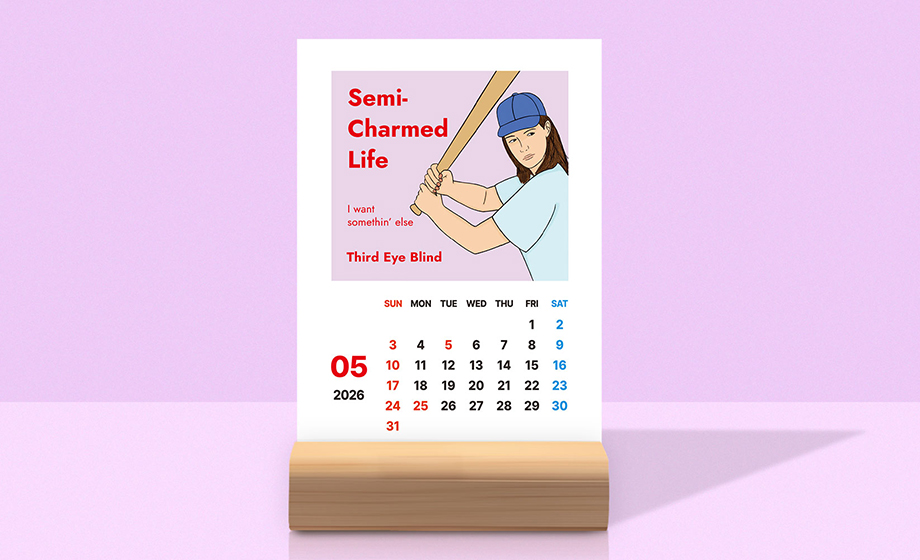 Semi-
Charmed
Life
I want
somethin' else
Third Eye Blind
SUN MON TUE WED THU FRI SAT
1 2
3 4 5 6 7 8 9
10 11 12 13 14 15 16
17 18 19 20 21 22 23
24 25 26 27 28 29 30
31
05
2026